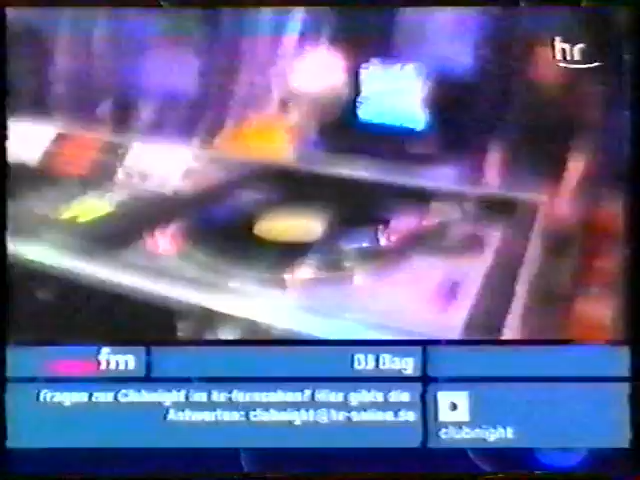 hr
fm
DJ Dag
Fragen zur Clubnight im hr-fernsehen? Hier gibts die
Antworten: clubnight@hr-online.de
clubnight